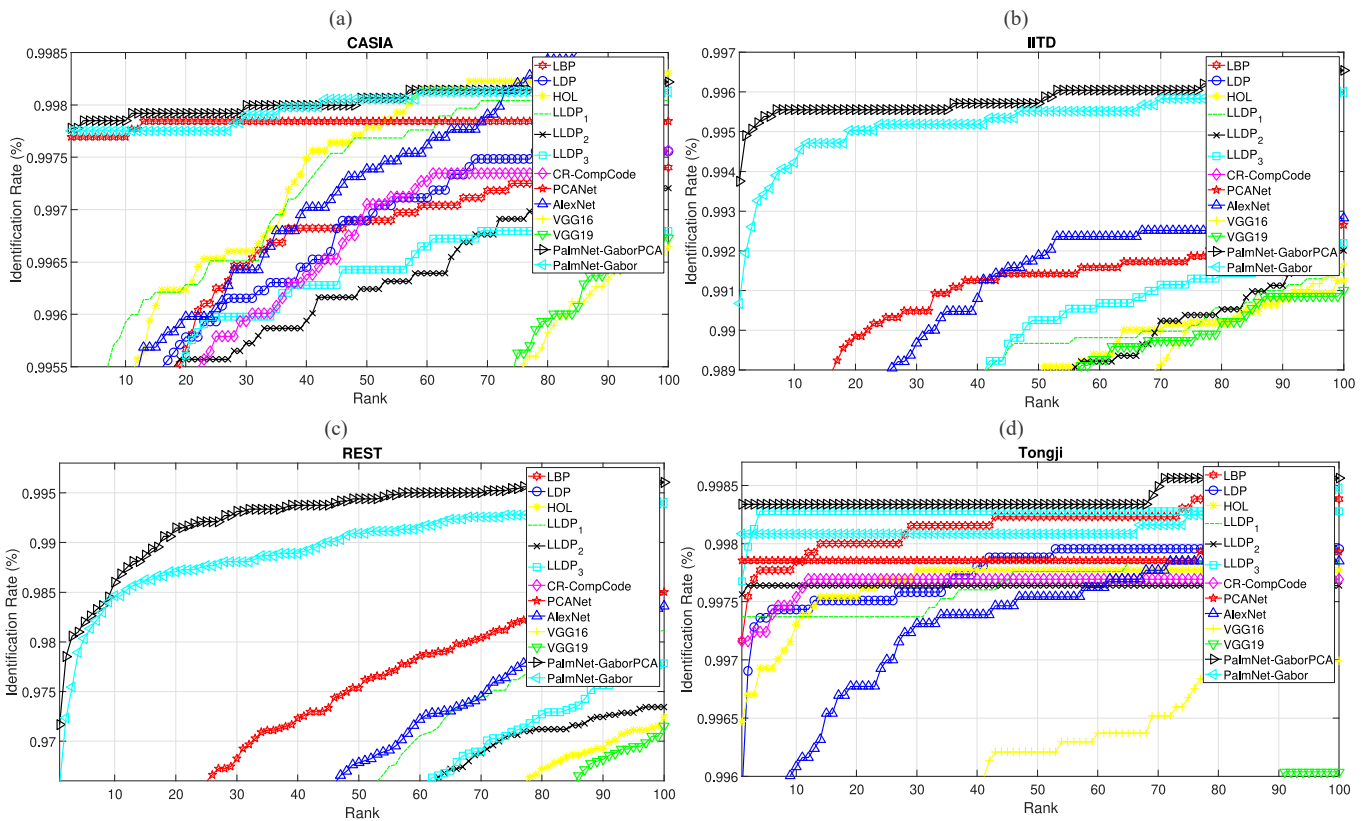 (a)
CASIA
Identification Rate (%)
0.9985
0.998
0.9975
0.997
0.9965
0.996
0.9955
10 20 30 40 50 60 70 80 90 100
Rank
LBP
LDP
HOL
LLDP1
LLDP2
LLDP3
CR-CompCode
PCANet
AlexNet
VGG16
VGG19
PalmNet-GaborPCA
PalmNet-Gabor
(b)
IITD
Identification Rate (%)
0.997
0.996
0.995
0.994
0.993
0.992
0.991
0.99
0.989
10 20 30 40 50 60 70 80 90 100
Rank
LBP
LDP
HOL
LLDP1
LLDP2
LLDP3
CR-CompCode
PCANet
AlexNet
VGG16
VGG19
PalmNet-GaborPCA
PalmNet-Gabor
(c)
REST
Identification Rate (%)
0.995
0.99
0.985
0.98
0.975
0.97
10 20 30 40 50 60 70 80 90 100
Rank
LBP
LDP
HOL
LLDP1
LLDP2
LLDP3
CR-CompCode
PCANet
AlexNet
VGG16
VGG19
PalmNet-GaborPCA
PalmNet-Gabor
(d)
Tongji
Identification Rate (%)
0.9985
0.998
0.9975
0.997
0.9965
0.996
10 20 30 40 50 60 70 80 90 100
Rank
LBP
LDP
HOL
LLDP1
LLDP2
LLDP3
CR-CompCode
PCANet
AlexNet
VGG16
VGG19
PalmNet-GaborPCA
PalmNet-Gabor